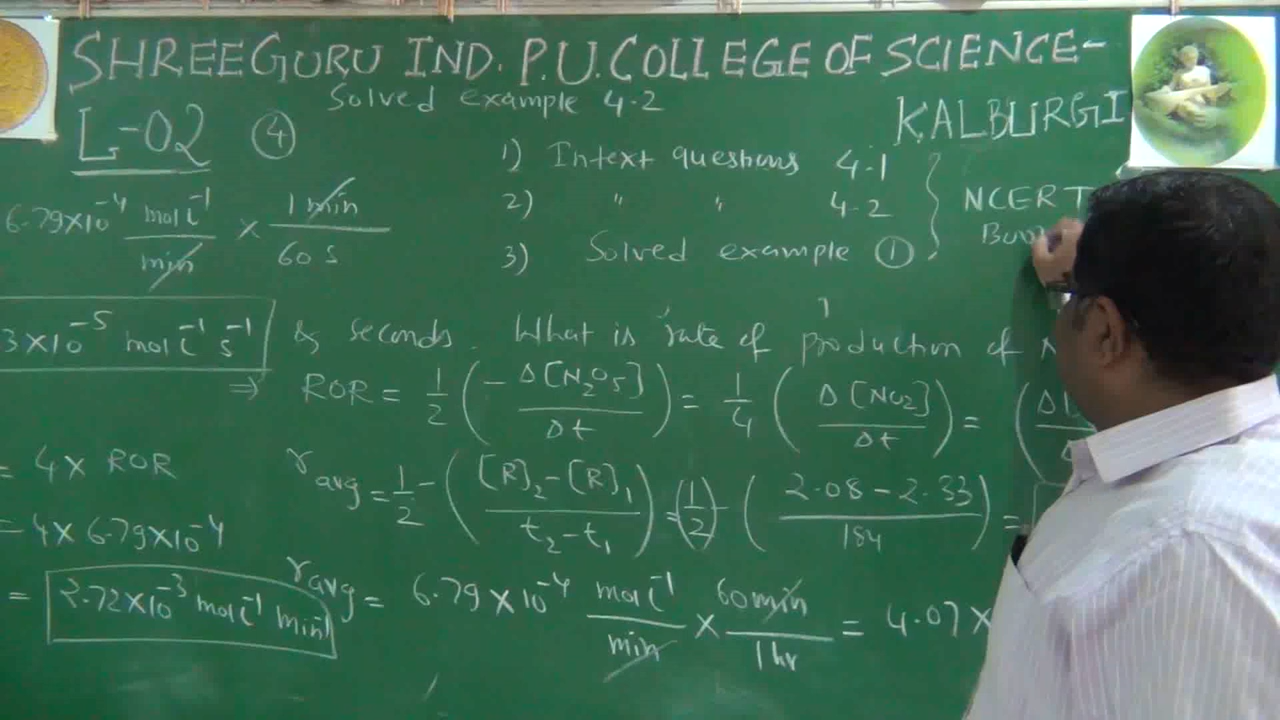 SHREEGURU IND. P.U. COLLEGE OF SCIENCE-
KALBURGI
Solved example 4.2
L-02 ④
1) Intext questions 4.1
2) " " 4.2
3) Solved example ①
NCERT
6.79×10⁻⁴ mol L⁻¹/min × 1 min/60 s
3×10⁻⁵ mol L⁻¹ s⁻¹
& seconds. What is rate of production of N
⇒ ROR = 1/2 (−Δ[N₂O₅]/Δt) = 1/4 (Δ[NO₂]/Δt) = (Δ
= 4× ROR
r avg = 1/2 −([R]₂−[R]₁/t₂−t₁) = (1/2) −(2.08−2.33/184) =
= 4×6.79×10⁻⁴
= 2.72×10⁻³ mol L⁻¹ min⁻¹
r avg = 6.79×10⁻⁴ mol L⁻¹/min × 60 min/1 hr = 4.07×